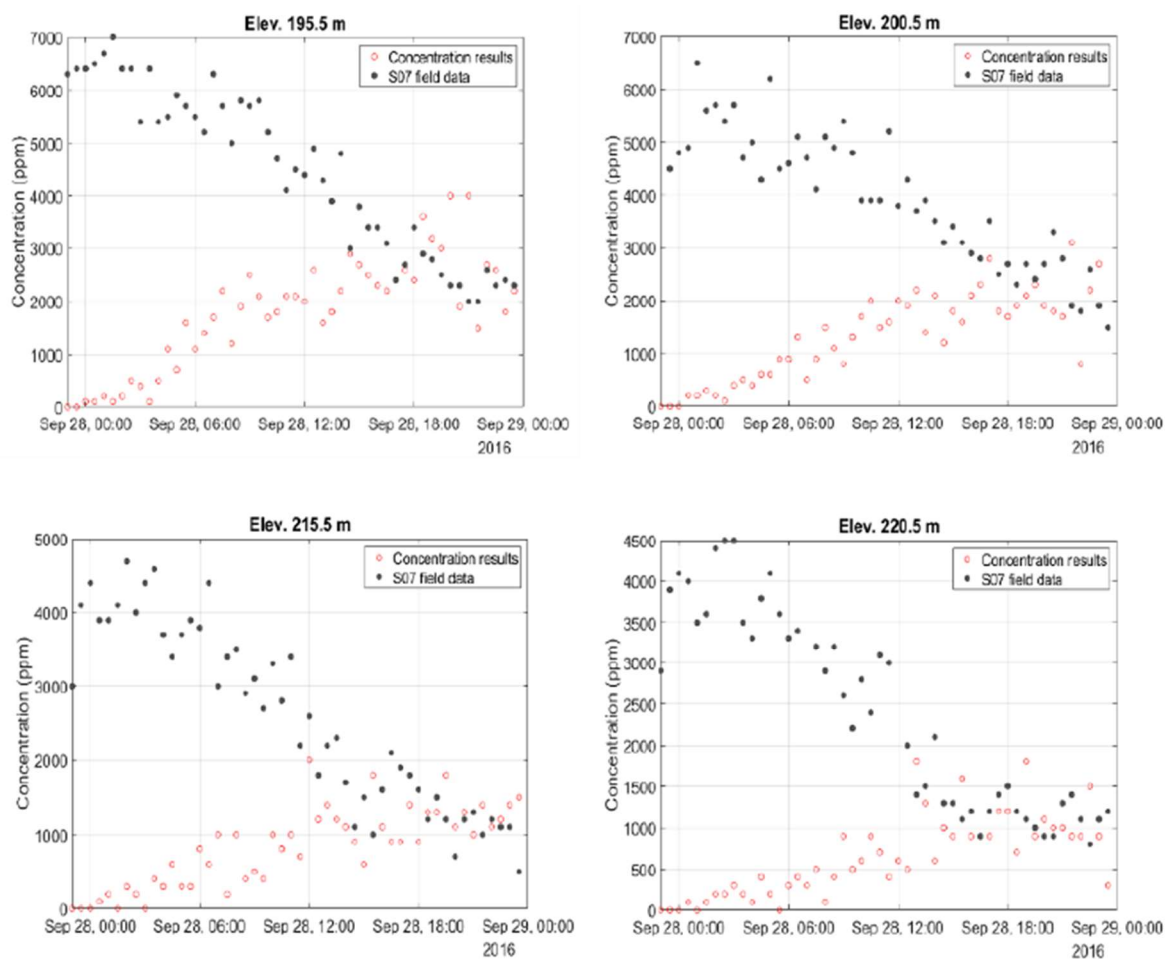 Elev. 195.5 m
7000
6000
5000
4000
3000
2000
1000
0
Concentration (ppm)
Concentration results
S07 field data
Sep 28, 00:00 Sep 28, 06:00 Sep 28, 12:00 Sep 28, 18:00 Sep 29, 00:00
2016
Elev. 200.5 m
7000
6000
5000
4000
3000
2000
1000
0
Concentration (ppm)
Concentration results
S07 field data
Sep 28, 00:00 Sep 28, 06:00 Sep 28, 12:00 Sep 28, 18:00 Sep 29, 00:00
2016
Elev. 215.5 m
5000
4000
3000
2000
1000
0
Concentration (ppm)
Concentration results
S07 field data
Sep 28, 00:00 Sep 28, 06:00 Sep 28, 12:00 Sep 28, 18:00 Sep 29, 00:00
2016
Elev. 220.5 m
4500
4000
3500
3000
2500
2000
1500
1000
500
0
Concentration (ppm)
Concentration results
S07 field data
Sep 28, 00:00 Sep 28, 06:00 Sep 28, 12:00 Sep 28, 18:00 Sep 29, 00:00
2016